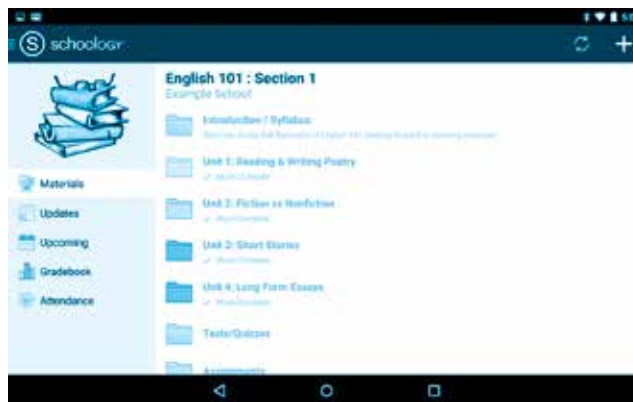 schoology
English 101 : Section 1
Example School
Introduction / Syllabus
Unit 1: Reading & Writing Poetry
Unit 2: Fiction vs Nonfiction
Unit 3: Short Stories
Unit 4: Long Form Essays
Tests/Quizzes
Assignments
Materials
Updates
Upcoming
Gradebook
Attendance